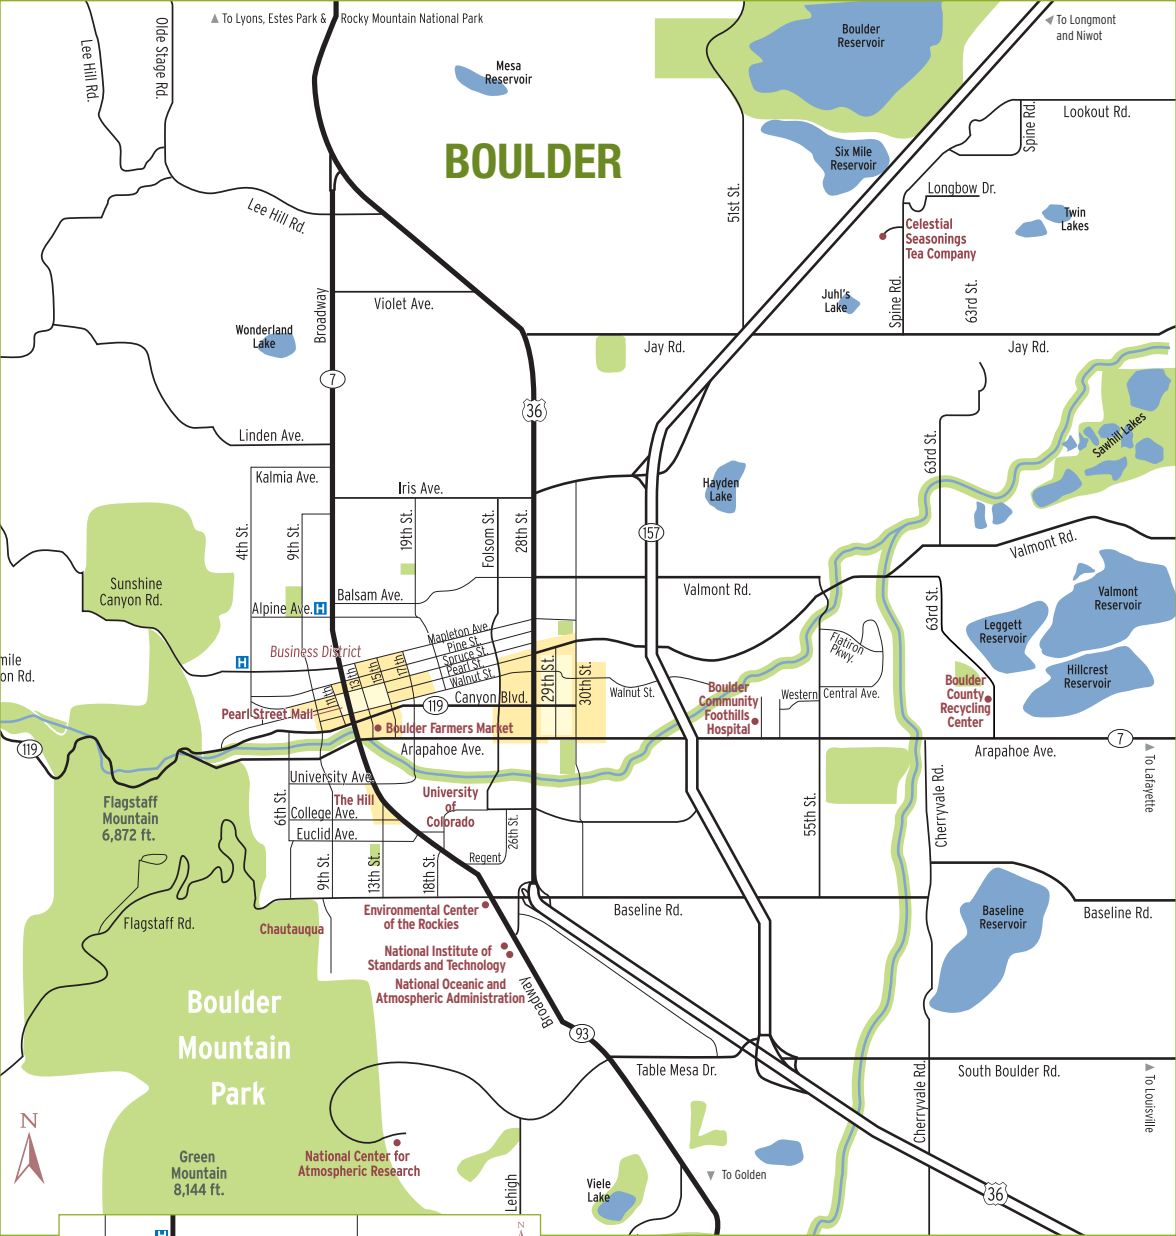 To Lyons, Estes Park &
Rocky Mountain National Park
To Longmont
and Niwot
Lee Hill Rd.
Olde Stage Rd.
Mesa
Reservoir
Boulder
Reservoir
BOULDER
Six Mile
Reservoir
Lookout Rd.
Spine Rd.
Longbow Dr.
51st St.
Twin
Lakes
Celestial
Seasonings
Tea Company
Lee Hill Rd.
Juhl's
Lake
Spine Rd.
63rd St.
Violet Ave.
Broadway
Wonderland
Lake
Jay Rd.
Jay Rd.
7
36
Linden Ave.
Sawhill Lakes
63rd St.
Kalmia Ave.
Iris Ave.
Hayden
Lake
4th St.
9th St.
19th St.
Folsom St.
28th St.
157
Valmont Rd.
Sunshine
Canyon Rd.
Alpine Ave.
H
Balsam Ave.
Valmont Rd.
63rd St.
Valmont
Reservoir
Leggett
Reservoir
Hillcrest
Reservoir
Mapleton Ave.
Pine St.
Spruce St.
Pearl St.
Walnut St.
Flatiron
Pkwy.
Business District
H
mile
on Rd.
11th
13th
15th
17th
29th St.
30th St.
Walnut St.
Canyon Blvd.
119
Boulder
Community
Foothills
Hospital
Western
Central Ave.
Boulder
County
Recycling
Center
Pearl Street Mall
Boulder Farmers Market
Arapahoe Ave.
7
Arapahoe Ave.
119
University Ave.
The Hill
University
of
Colorado
6th St.
College Ave.
Euclid Ave.
26th St.
Regent
55th St.
Cherryvale Rd.
To Lafayette
Flagstaff
Mountain
6,872 ft.
9th St.
13th St.
18th St.
Flagstaff Rd.
Chautauqua
Environmental Center
of the Rockies
Baseline Rd.
Baseline
Reservoir
Baseline Rd.
National Institute of
Standards and Technology
National Oceanic and
Atmospheric Administration
Broadway
93
Boulder
Mountain
Park
Table Mesa Dr.
South Boulder Rd.
Cherryvale Rd.
To Louisville
N
National Center for
Atmospheric Research
Green
Mountain
8,144 ft.
Lehigh
Viele
Lake
To Golden
36
N
H